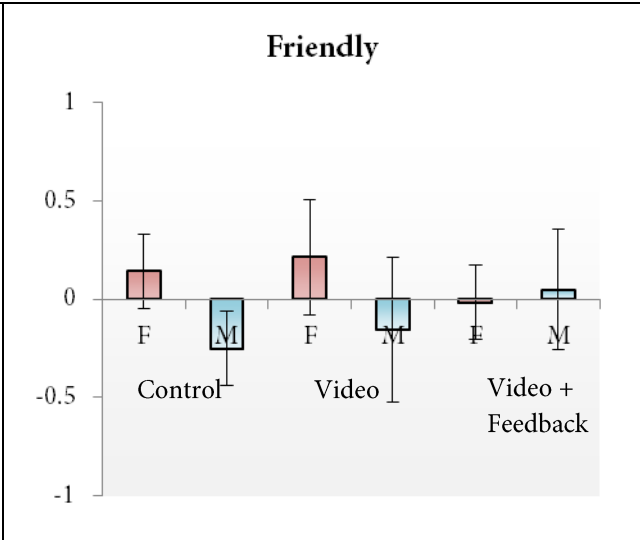 Friendly
1
0.5
0
-0.5
-1
F M F M F M
Control Video Video +
Feedback